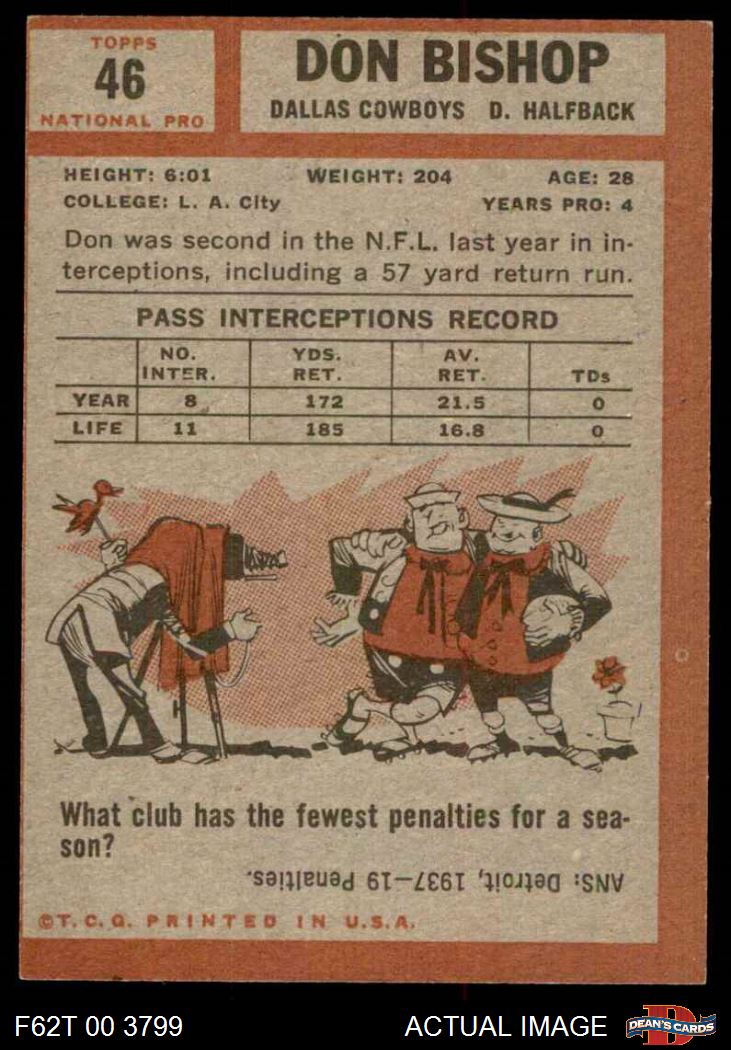 TOPPS
46
NATIONAL PRO
DON BISHOP
DALLAS COWBOYS D. HALFBACK
HEIGHT: 6:01 WEIGHT: 204 AGE: 28
COLLEGE: L. A. City YEARS PRO: 4
Don was second in the N.F.L. last year in in-
terceptions, including a 57 yard return run.
PASS INTERCEPTIONS RECORD
NO. YDS. AV.
INTER. RET. RET. TDs
YEAR 8 172 21.5 0
LIFE 11 185 16.8 0
What club has the fewest penalties for a sea-
son?
ANS: Detroit, 1937—19 Penalties.
©T.C.G. PRINTED IN U.S.A.
F62T 00 3799 ACTUAL IMAGE D DEAN'S CARDS